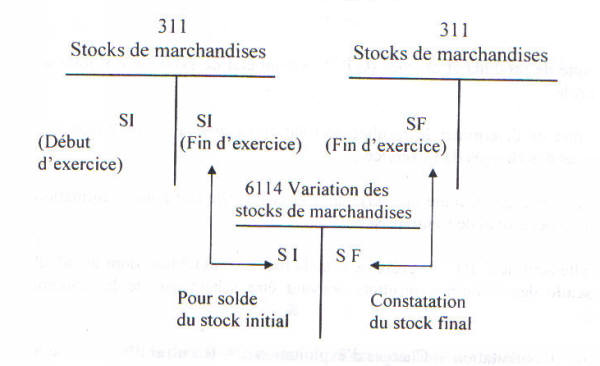 311
Stocks de marchandises
311
Stocks de marchandises
SI
(Début
d'exercice)
SI
(Fin d'exercice)
SF
(Fin d'exercice)
6114 Variation des
stocks de marchandises
S I
S F
Pour solde
du stock initial
Constatation
du stock final